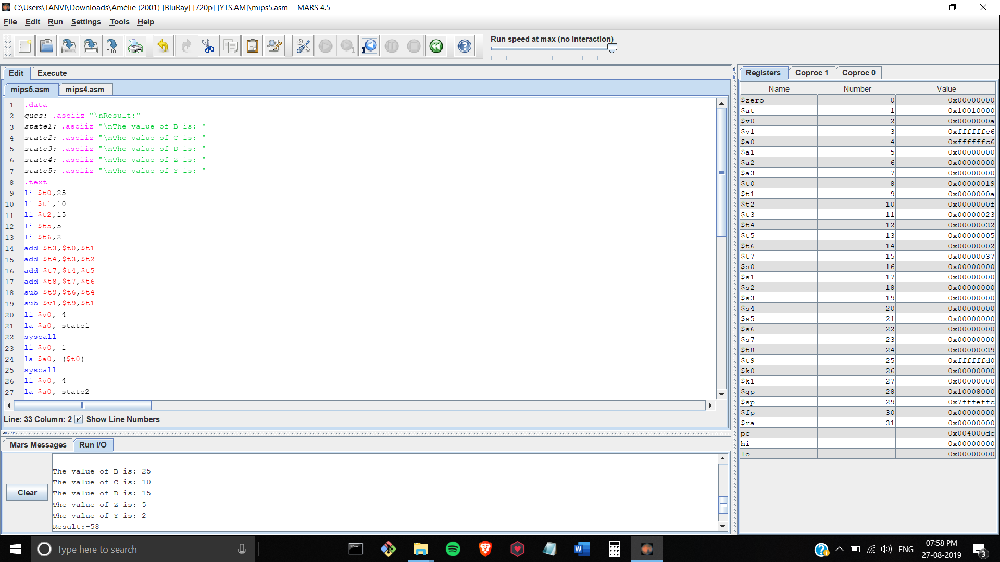 C:\Users\TANVI\Downloads\Amélie (2001) [BluRay] [720p] [YTS.AM]\mips5.asm - MARS 4.5
File Edit Run Settings Tools Help
Run speed at max (no interaction)
Edit Execute
mips5.asm mips4.asm
1 .data
2 ques: .asciiz "\nResult:"
3 state1: .asciiz "\nThe value of B is: "
4 state2: .asciiz "\nThe value of C is: "
5 state3: .asciiz "\nThe value of D is: "
6 state4: .asciiz "\nThe value of Z is: "
7 state5: .asciiz "\nThe value of Y is: "
8 .text
9 li $t0,25
10 li $t1,10
11 li $t2,15
12 li $t5,5
13 li $t6,2
14 add $t3,$t0,$t1
15 add $t4,$t3,$t2
16 add $t7,$t4,$t5
17 add $t8,$t7,$t6
18 sub $t9,$t6,$t4
19 sub $v1,$t9,$t1
20 li $v0, 4
21 la $a0, state1
22 syscall
23 li $v0, 1
24 la $a0, ($t0)
25 syscall
26 li $v0, 4
27 la $a0, state2
Line: 33 Column: 2 Show Line Numbers
Mars Messages Run I/O
Clear
The value of B is: 25
The value of C is: 10
The value of D is: 15
The value of Z is: 5
The value of Y is: 2
Result:-58
Registers Coproc 1 Coproc 0
Name Number Value
$zero 0 0x00000000
$at 1 0x10010000
$v0 2 0x0000000a
$v1 3 0xffffffc6
$a0 4 0xffffffc6
$a1 5 0x00000000
$a2 6 0x00000000
$a3 7 0x00000000
$t0 8 0x00000019
$t1 9 0x0000000a
$t2 10 0x0000000f
$t3 11 0x00000023
$t4 12 0x00000032
$t5 13 0x00000005
$t6 14 0x00000002
$t7 15 0x00000037
$s0 16 0x00000000
$s1 17 0x00000000
$s2 18 0x00000000
$s3 19 0x00000000
$s4 20 0x00000000
$s5 21 0x00000000
$s6 22 0x00000000
$s7 23 0x00000000
$t8 24 0x00000039
$t9 25 0xffffffd0
$k0 26 0x00000000
$k1 27 0x00000000
$gp 28 0x10008000
$sp 29 0x7fffeffc
$fp 30 0x00000000
$ra 31 0x00000000
pc 0x004000dc
hi 0x00000000
lo 0x00000000
Type here to search
ENG
07:58 PM
27-08-2019
3